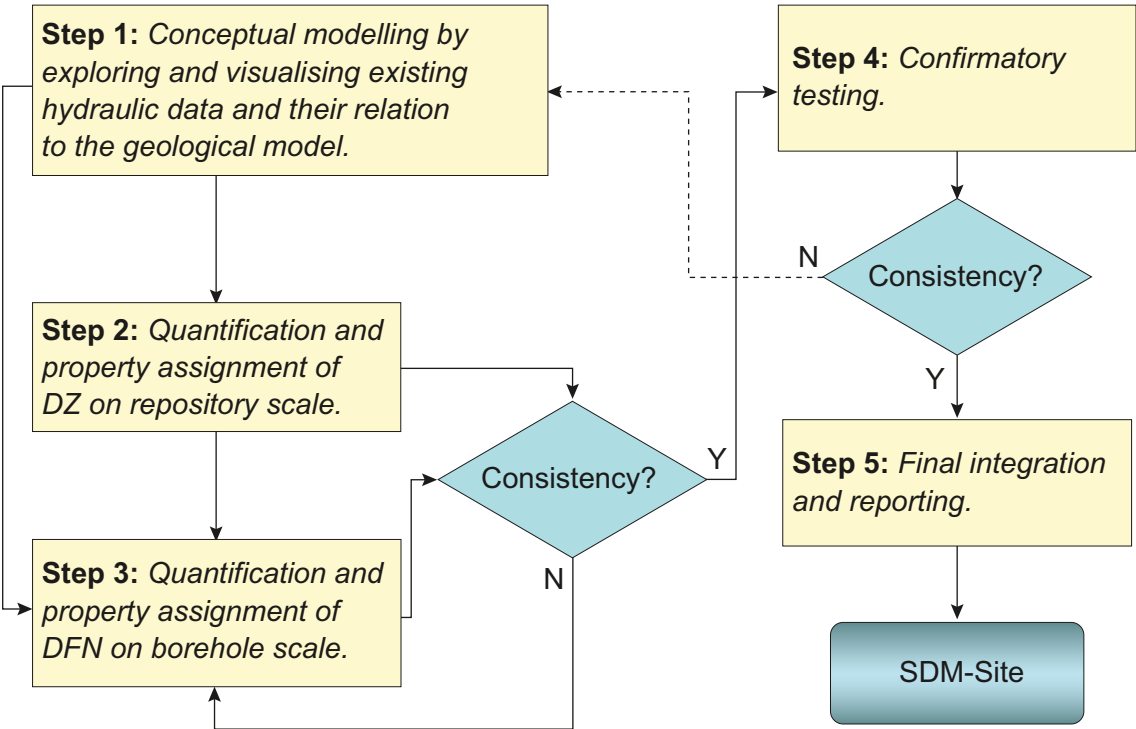 Step 1: Conceptual modelling by
exploring and visualising existing
hydraulic data and their relation
to the geological model.
Step 2: Quantification and
property assignment of
DZ on repository scale.
Step 3: Quantification and
property assignment of
DFN on borehole scale.
Consistency?
Y
N
Step 4: Confirmatory
testing.
Consistency?
N
Y
Step 5: Final integration
and reporting.
SDM-Site